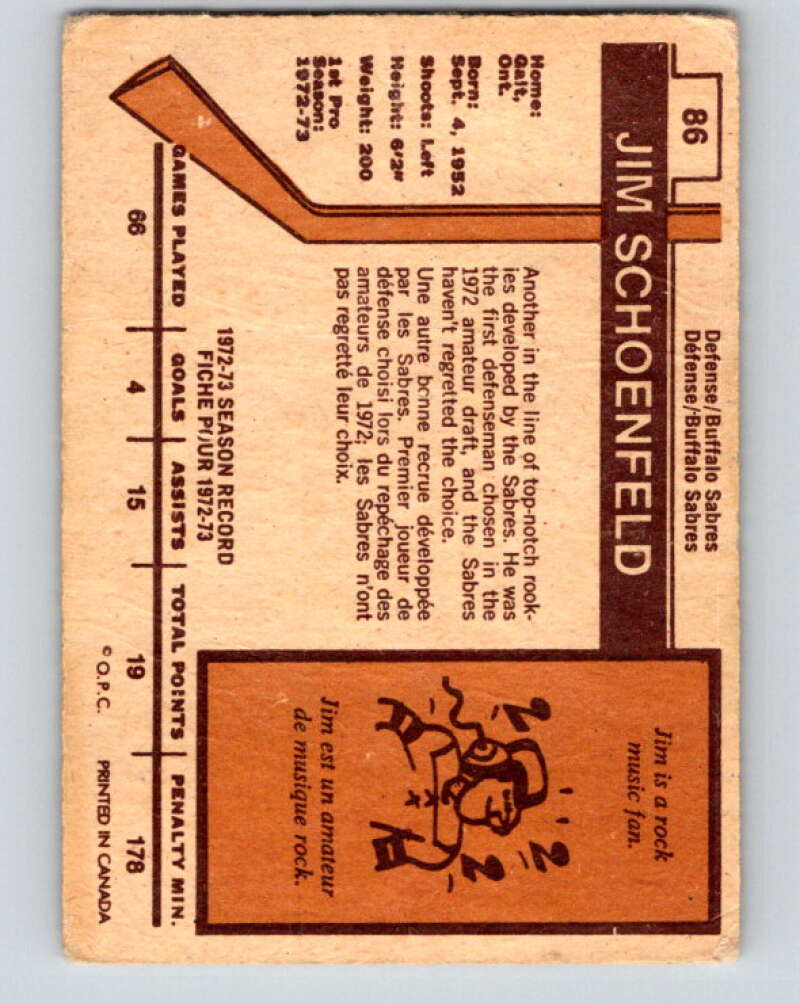 86
Defense/Buffalo Sabres
Défense/Buffalo Sabres
JIM SCHOENFELD
Home:
Galt,
Ont.
Born:
Sept. 4, 1952
Shoots: Left
Height: 6'2"
Weight: 200
1st Pro
Season:
1972-73
Another in the line of top-notch rook-
ies developed by the Sabres. He was
the first defenseman chosen in the
1972 amateur draft, and the Sabres
haven't regretted the choice.
Une autre bonne recrue développée
par les Sabres. Premier joueur de
défense choisi lors du repêchage des
amateurs de 1972; les Sabres n'ont
pas regretté leur choix.
Jim is a rock
music fan.
Jim est un amateur
de musique rock.
1972-73 SEASON RECORD
FICHE POUR 1972-73
GAMES PLAYED GOALS ASSISTS TOTAL POINTS PENALTY MIN.
66 4 15 19 178
© O.P.C. PRINTED IN CANADA